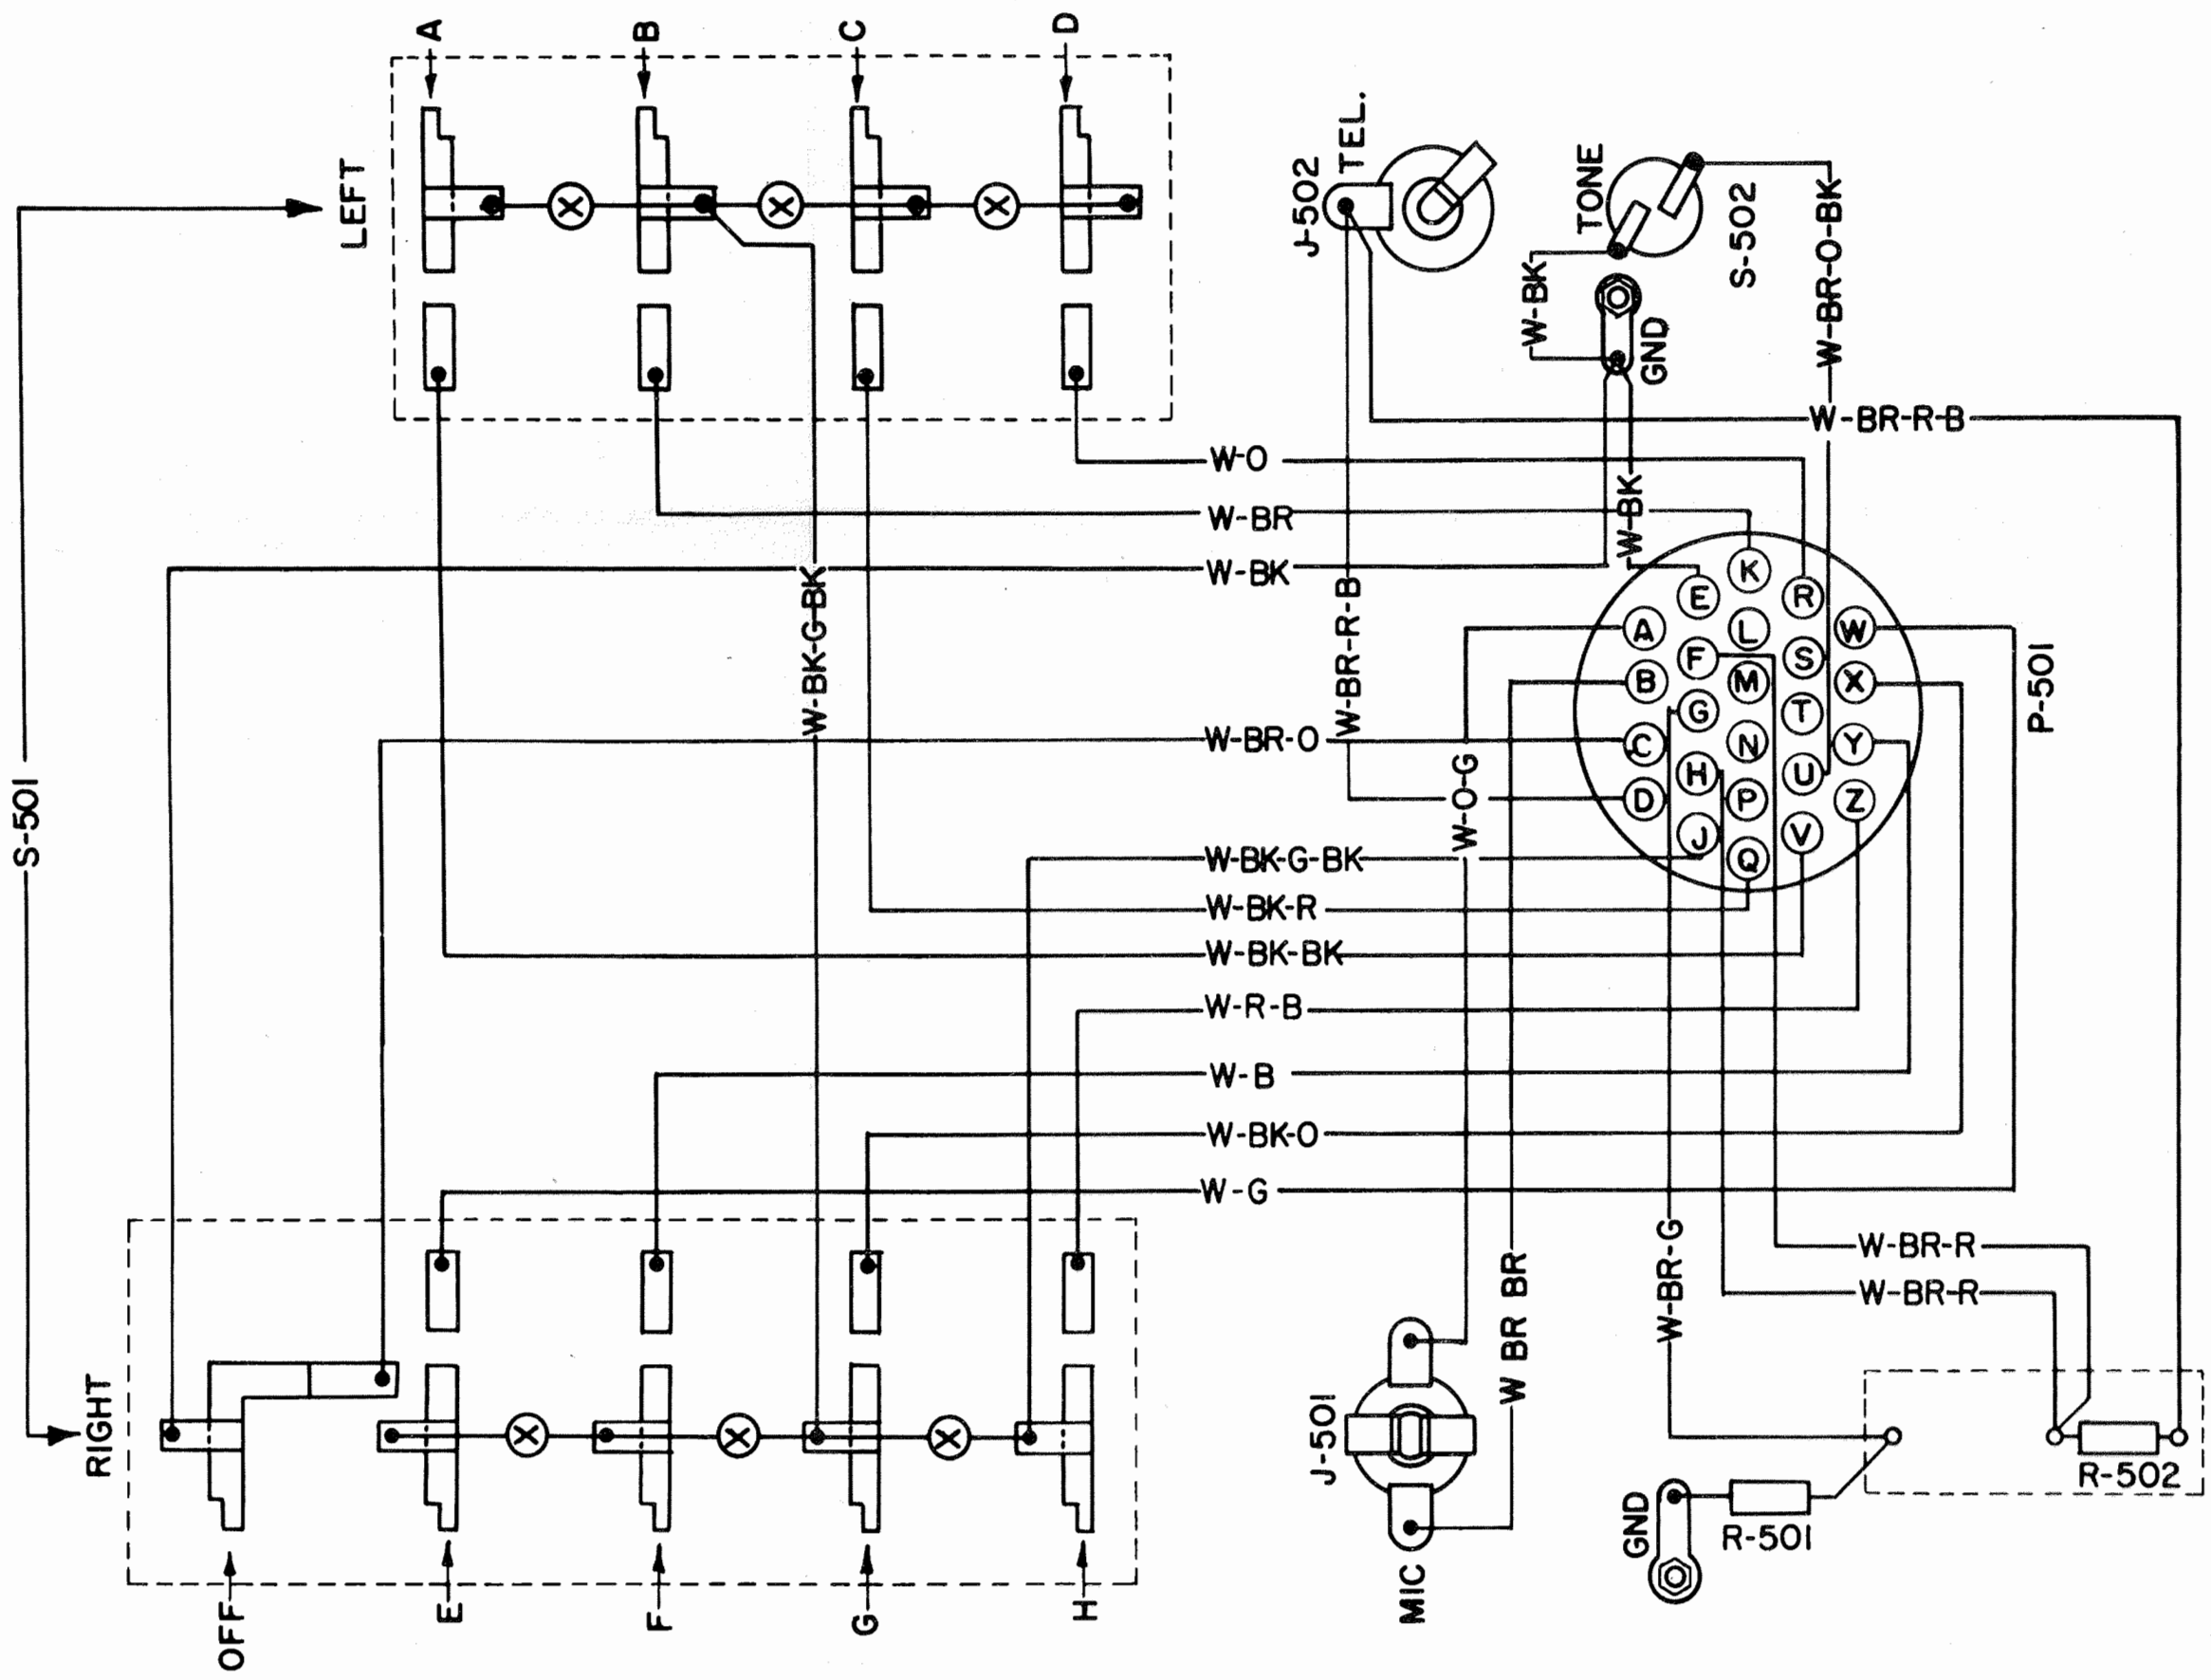 A
B
C
D
LEFT
J-502
TEL.
TONE
S-502
W-BK
GND
W-BR-O-BK
W-BR-R-B
W-O
W-BR
W-BK
W-BK
W-BK-G-BK
W-BR-R-B
W-BR-O
W-O-G
K
E
R
A
L
W
F
S
B
M
X
G
T
C
N
Y
H
U
D
P
Z
J
V
Q
P-501
S-501
W-BK-G-BK
W-BK-R
W-BK-BK
W-R-B
W-B
W-BK-O
W-G
W BR BR
W-BR-G
W-BR-R
W-BR-R
RIGHT
J-501
MIC
GND
R-501
R-502
OFF
E
F
G
H